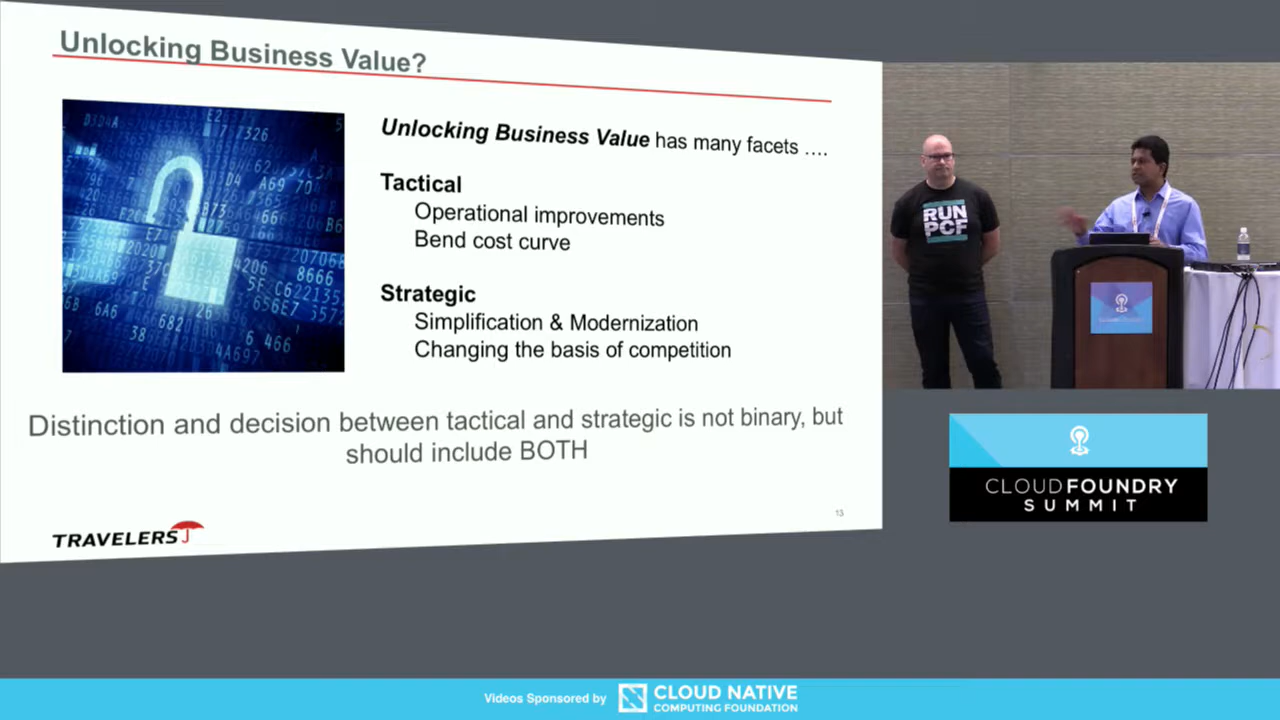 Unlocking Business Value?
Unlocking Business Value has many facets ....
Tactical
Operational improvements
Bend cost curve
Strategic
Simplification & Modernization
Changing the basis of competition
Distinction and decision between tactical and strategic is not binary, but
should include BOTH
13
TRAVELERS
RUN
PCF
CLOUDFOUNDRY
SUMMIT
Videos Sponsored by
CLOUD NATIVE
COMPUTING FOUNDATION